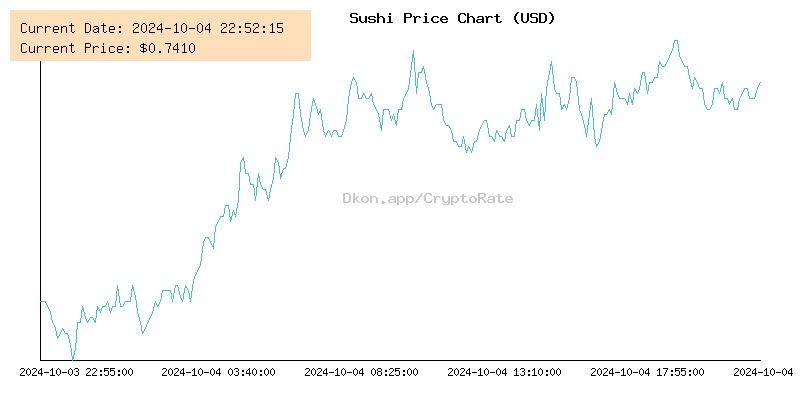 Sushi Price Chart (USD)
Current Date: 2024-10-04 22:52:15
Current Price: $0.7410
Dkon.app/CryptoRate
2024-10-03 22:55:00 2024-10-04 03:40:00 2024-10-04 08:25:00 2024-10-04 13:10:00 2024-10-04 17:55:00 2024-10-04